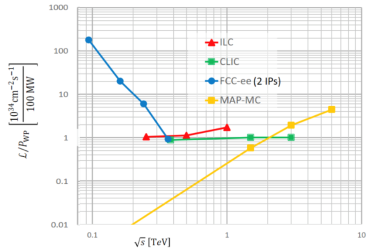 1000
100
10
1
0.1
0.01
ℒ/P_WP [10^34 cm^-2 s^-1 / 100 MW]
ILC
CLIC
FCC-ee (2 IPs)
MAP-MC
0.1 1 10
√s [TeV]